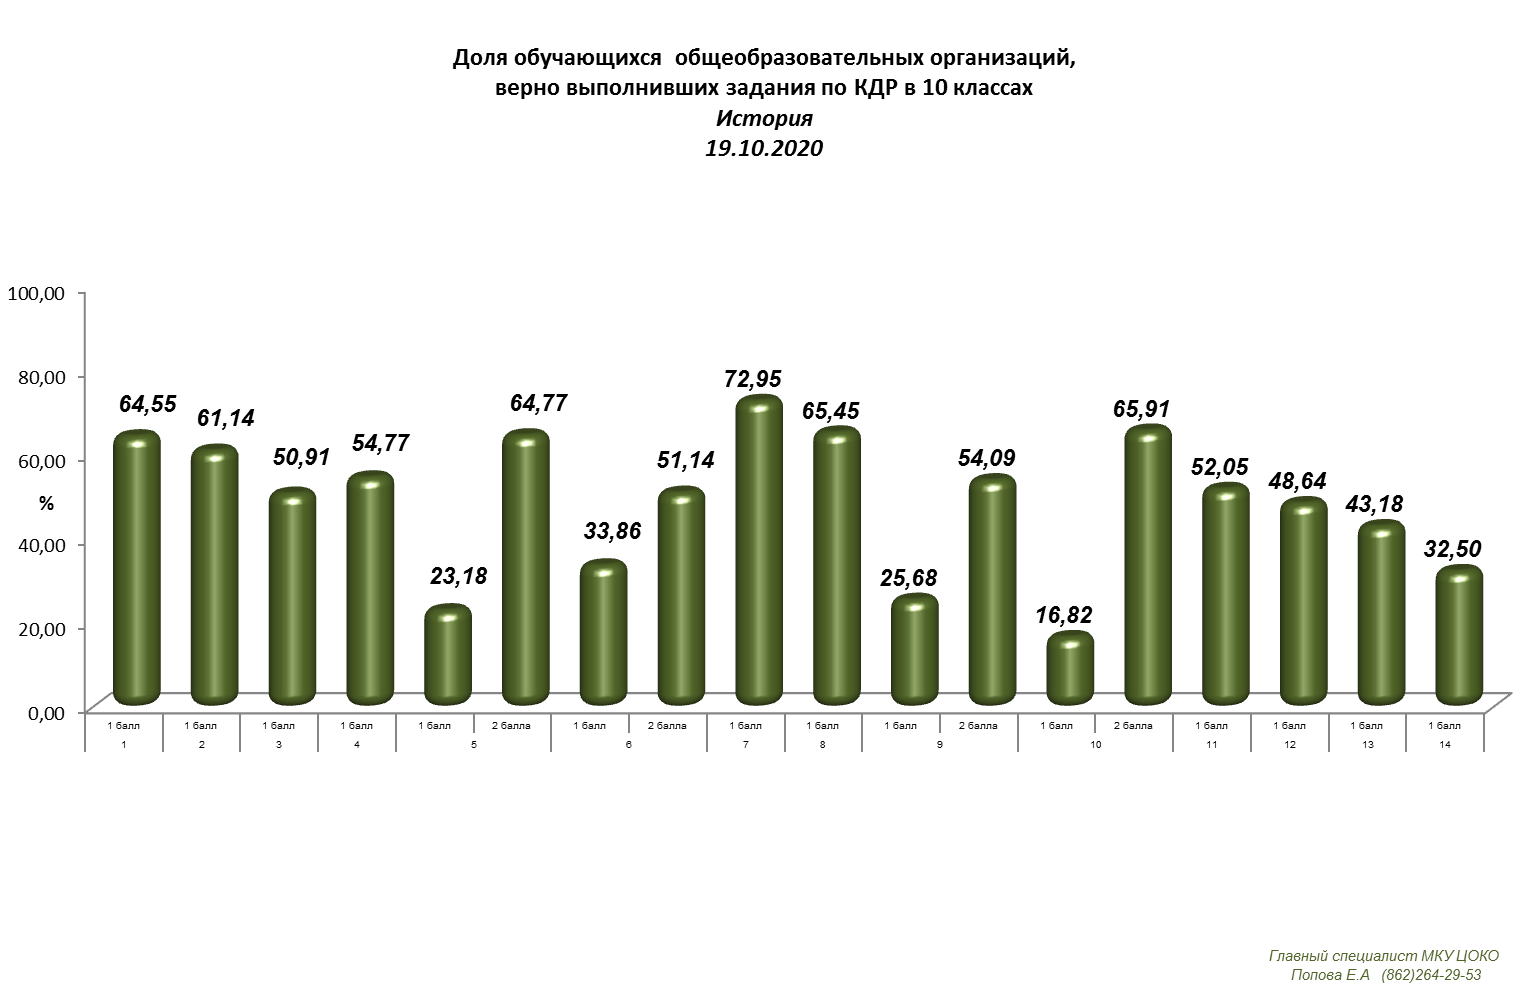 Доля обучающихся общеобразовательных организаций,
верно выполнивших задания по КДР в 10 классах
История
19.10.2020
100,00
80,00
60,00
%
40,00
20,00
0,00
64,55 61,14 50,91 54,77 23,18 64,77 33,86 51,14 72,95 65,45 25,68 54,09 16,82 65,91 52,05 48,64 43,18 32,50
1 балл 1 балл 1 балл 1 балл 1 балл 2 балла 1 балл 2 балла 1 балл 1 балл 1 балл 2 балла 1 балл 2 балла 1 балл 1 балл 1 балл 1 балл
1 2 3 4 5 6 7 8 9 10 11 12 13 14
Главный специалист МКУ ЦОКО
Попова Е.А (862)264-29-53